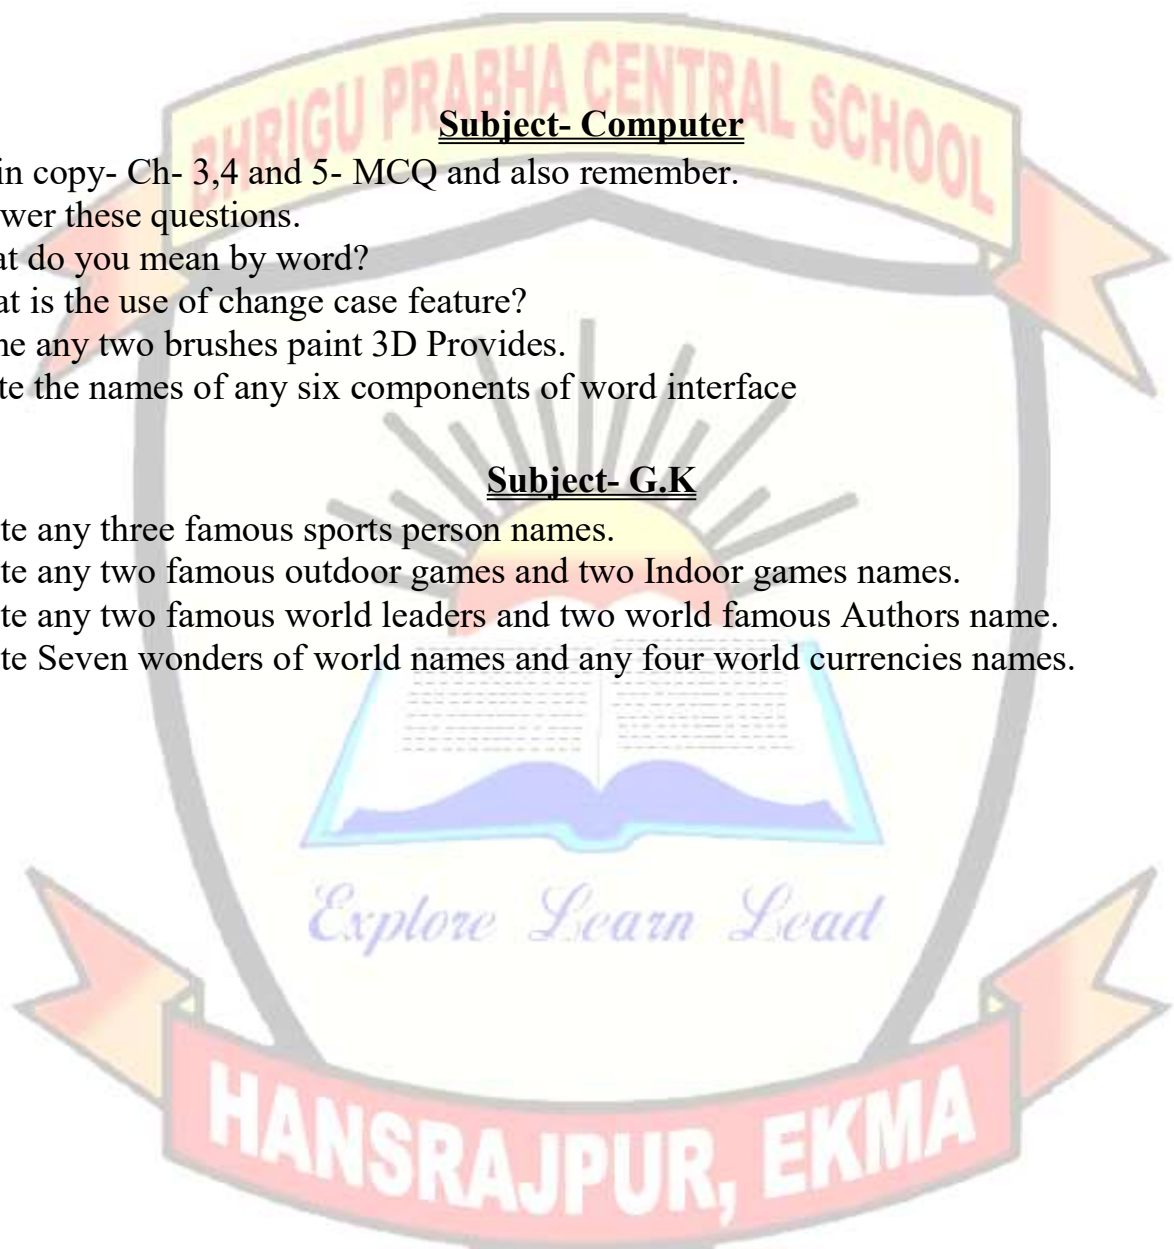 BHRIGU PRABHA CENTRAL SCHOOL
Subject- Computer
in copy- Ch- 3,4 and 5- MCQ and also remember.
wer these questions.
at do you mean by word?
at is the use of change case feature?
ne any two brushes paint 3D Provides.
te the names of any six components of word interface
Subject- G.K
te any three famous sports person names.
te any two famous outdoor games and two Indoor games names.
te any two famous world leaders and two world famous Authors name.
te Seven wonders of world names and any four world currencies names.
Explore Learn Lead
HANSRAJPUR, EKMA